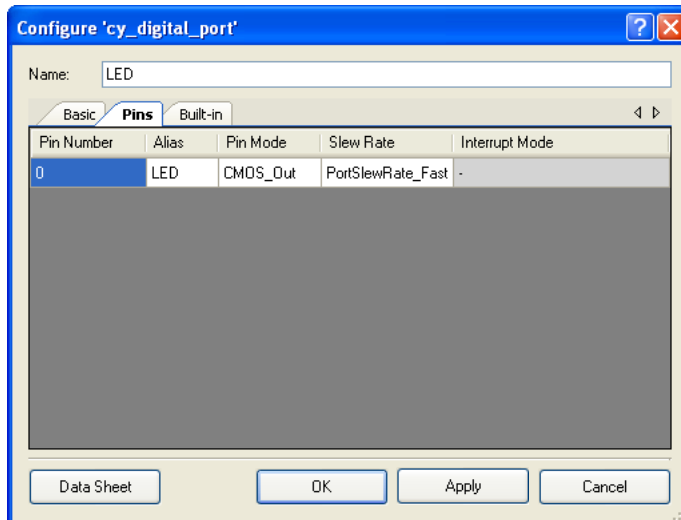 Configure 'cy_digital_port'
Name: LED
Basic Pins Built-in
Pin Number Alias Pin Mode Slew Rate Interrupt Mode
0 LED CMOS_Out PortSlewRate_Fast -
Data Sheet OK Apply Cancel